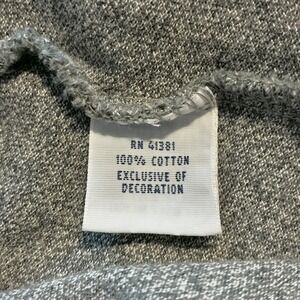 RN 41381
100% COTTON
EXCLUSIVE OF
DECORATION